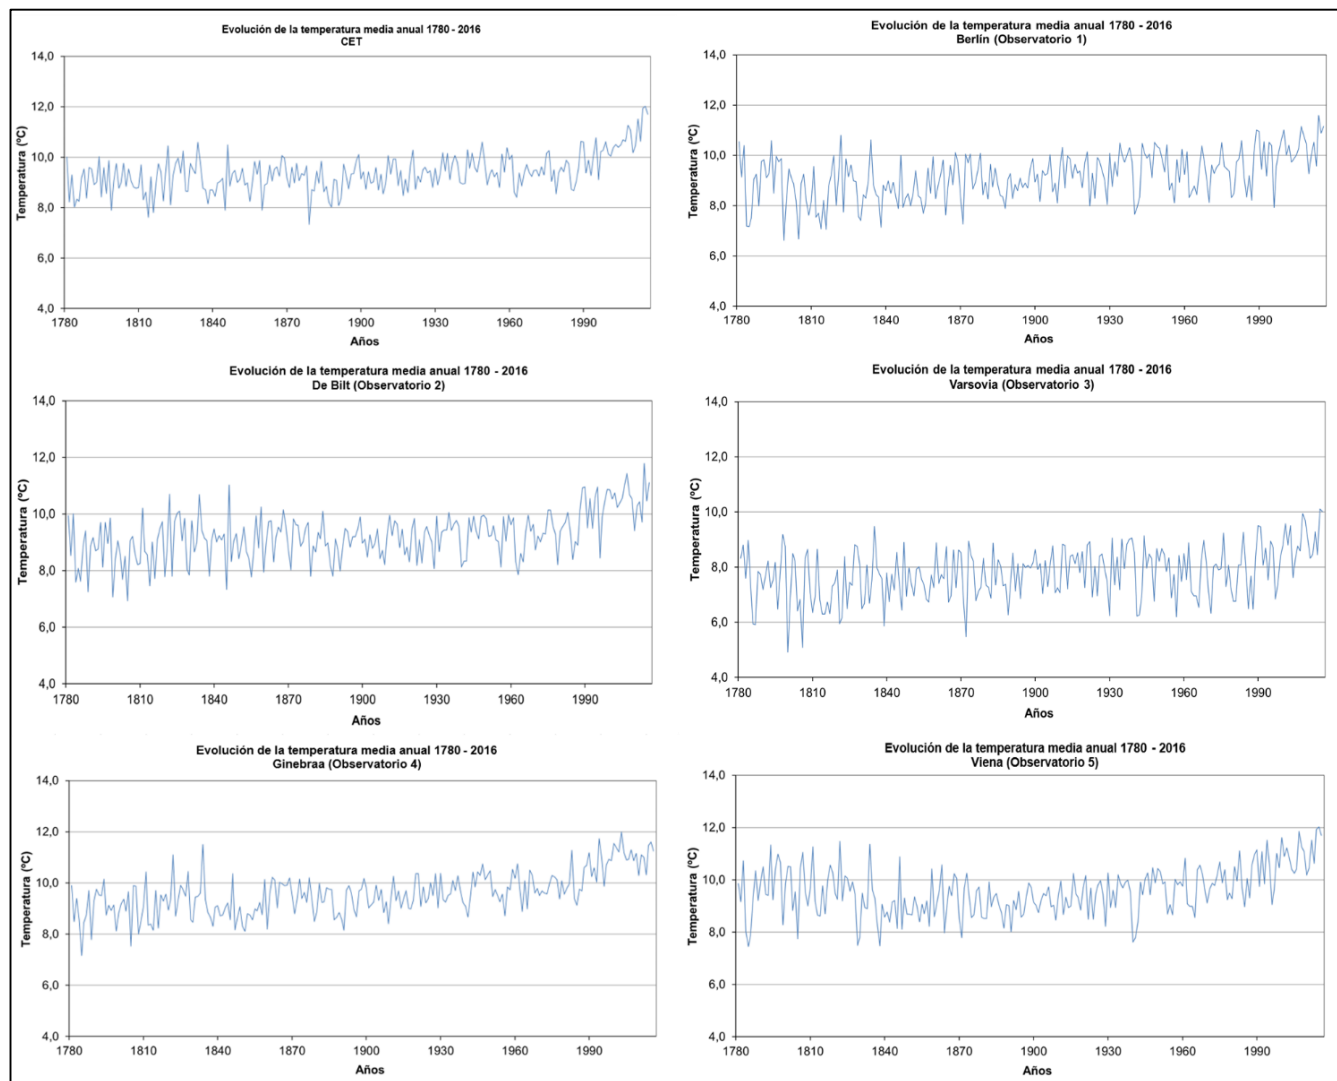 Evolución de la temperatura media anual 1780 - 2016
CET
14,0
12,0
10,0
8,0
6,0
4,0
Temperatura (ºC)
1780 1810 1840 1870 1900 1930 1960 1990
Años
Evolución de la temperatura media anual 1780 - 2016
Berlín (Observatorio 1)
14,0
12,0
10,0
8,0
6,0
4,0
Temperatura (ºC)
1780 1810 1840 1870 1900 1930 1960 1990
Años
Evolución de la temperatura media anual 1780 - 2016
De Bilt (Observatorio 2)
14,0
12,0
10,0
8,0
6,0
4,0
Temperatura (ºC)
1780 1810 1840 1870 1900 1930 1960 1990
Años
Evolución de la temperatura media anual 1780 - 2016
Varsovia (Observatorio 3)
14,0
12,0
10,0
8,0
6,0
4,0
Temperatura (ºC)
1780 1810 1840 1870 1900 1930 1960 1990
Años
Evolución de la temperatura media anual 1780 - 2016
Ginebraa (Observatorio 4)
14,0
12,0
10,0
8,0
6,0
4,0
Temperatura (ºC)
1780 1810 1840 1870 1900 1930 1960 1990
Años
Evolución de la temperatura media anual 1780 - 2016
Viena (Observatorio 5)
14,0
12,0
10,0
8,0
6,0
4,0
Temperatura (ºC)
1780 1810 1840 1870 1900 1930 1960 1990
Años